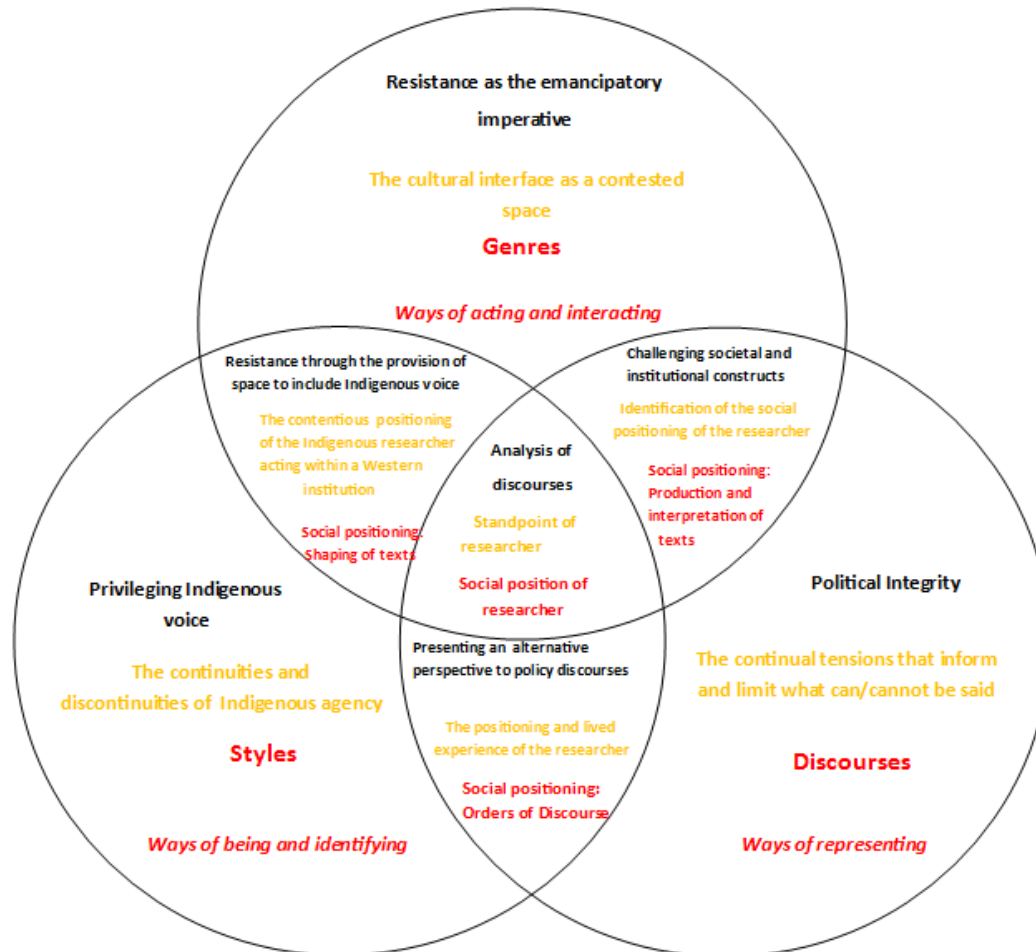 Resistance as the emancipatory
imperative
The cultural interface as a contested
space
Genres
Ways of acting and interacting
Resistance through the provision of
space to include Indigenous voice
The contentious positioning
of the Indigenous researcher
acting within a Western
institution
Social positioning:
Shaping of texts
Challenging societal and
institutional constructs
Identification of the social
positioning of the researcher
Social positioning:
Production and
interpretation of
texts
Analysis of
discourses
Standpoint of
researcher
Social position of
researcher
Privileging Indigenous
voice
The continuities and
discontinuities of Indigenous agency
Styles
Ways of being and identifying
Presenting an alternative
perspective to policy discourses
The positioning and lived
experience of the researcher
Social positioning:
Orders of Discourse
Political Integrity
The continual tensions that inform
and limit what can/cannot be said
Discourses
Ways of representing